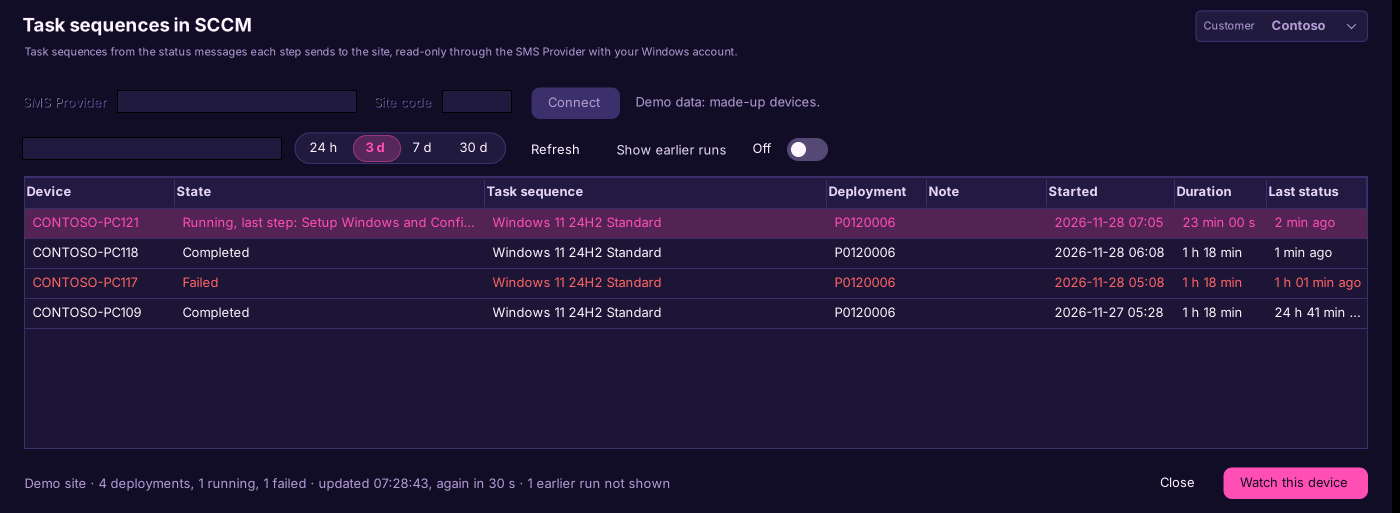 Task sequences in SCCM
Customer Contoso
Task sequences from the status messages each step sends to the site, read-only through the SMS Provider with your Windows account.
SMS Provider Site code Connect Demo data: made-up devices.
24 h 3 d 7 d 30 d Refresh Show earlier runs Off
Device State Task sequence Deployment Note Started Duration Last status
CONTOSO-PC121 Running, last step: Setup Windows and Confi... Windows 11 24H2 Standard P0120006 2026-11-28 07:05 23 min 00 s 2 min ago
CONTOSO-PC118 Completed Windows 11 24H2 Standard P0120006 2026-11-28 06:08 1 h 18 min 1 min ago
CONTOSO-PC117 Failed Windows 11 24H2 Standard P0120006 2026-11-28 05:08 1 h 18 min 1 h 01 min ago
CONTOSO-PC109 Completed Windows 11 24H2 Standard P0120006 2026-11-27 05:28 1 h 18 min 24 h 41 min ...
Demo site · 4 deployments, 1 running, 1 failed · updated 07:28:43, again in 30 s · 1 earlier run not shown
Close Watch this device